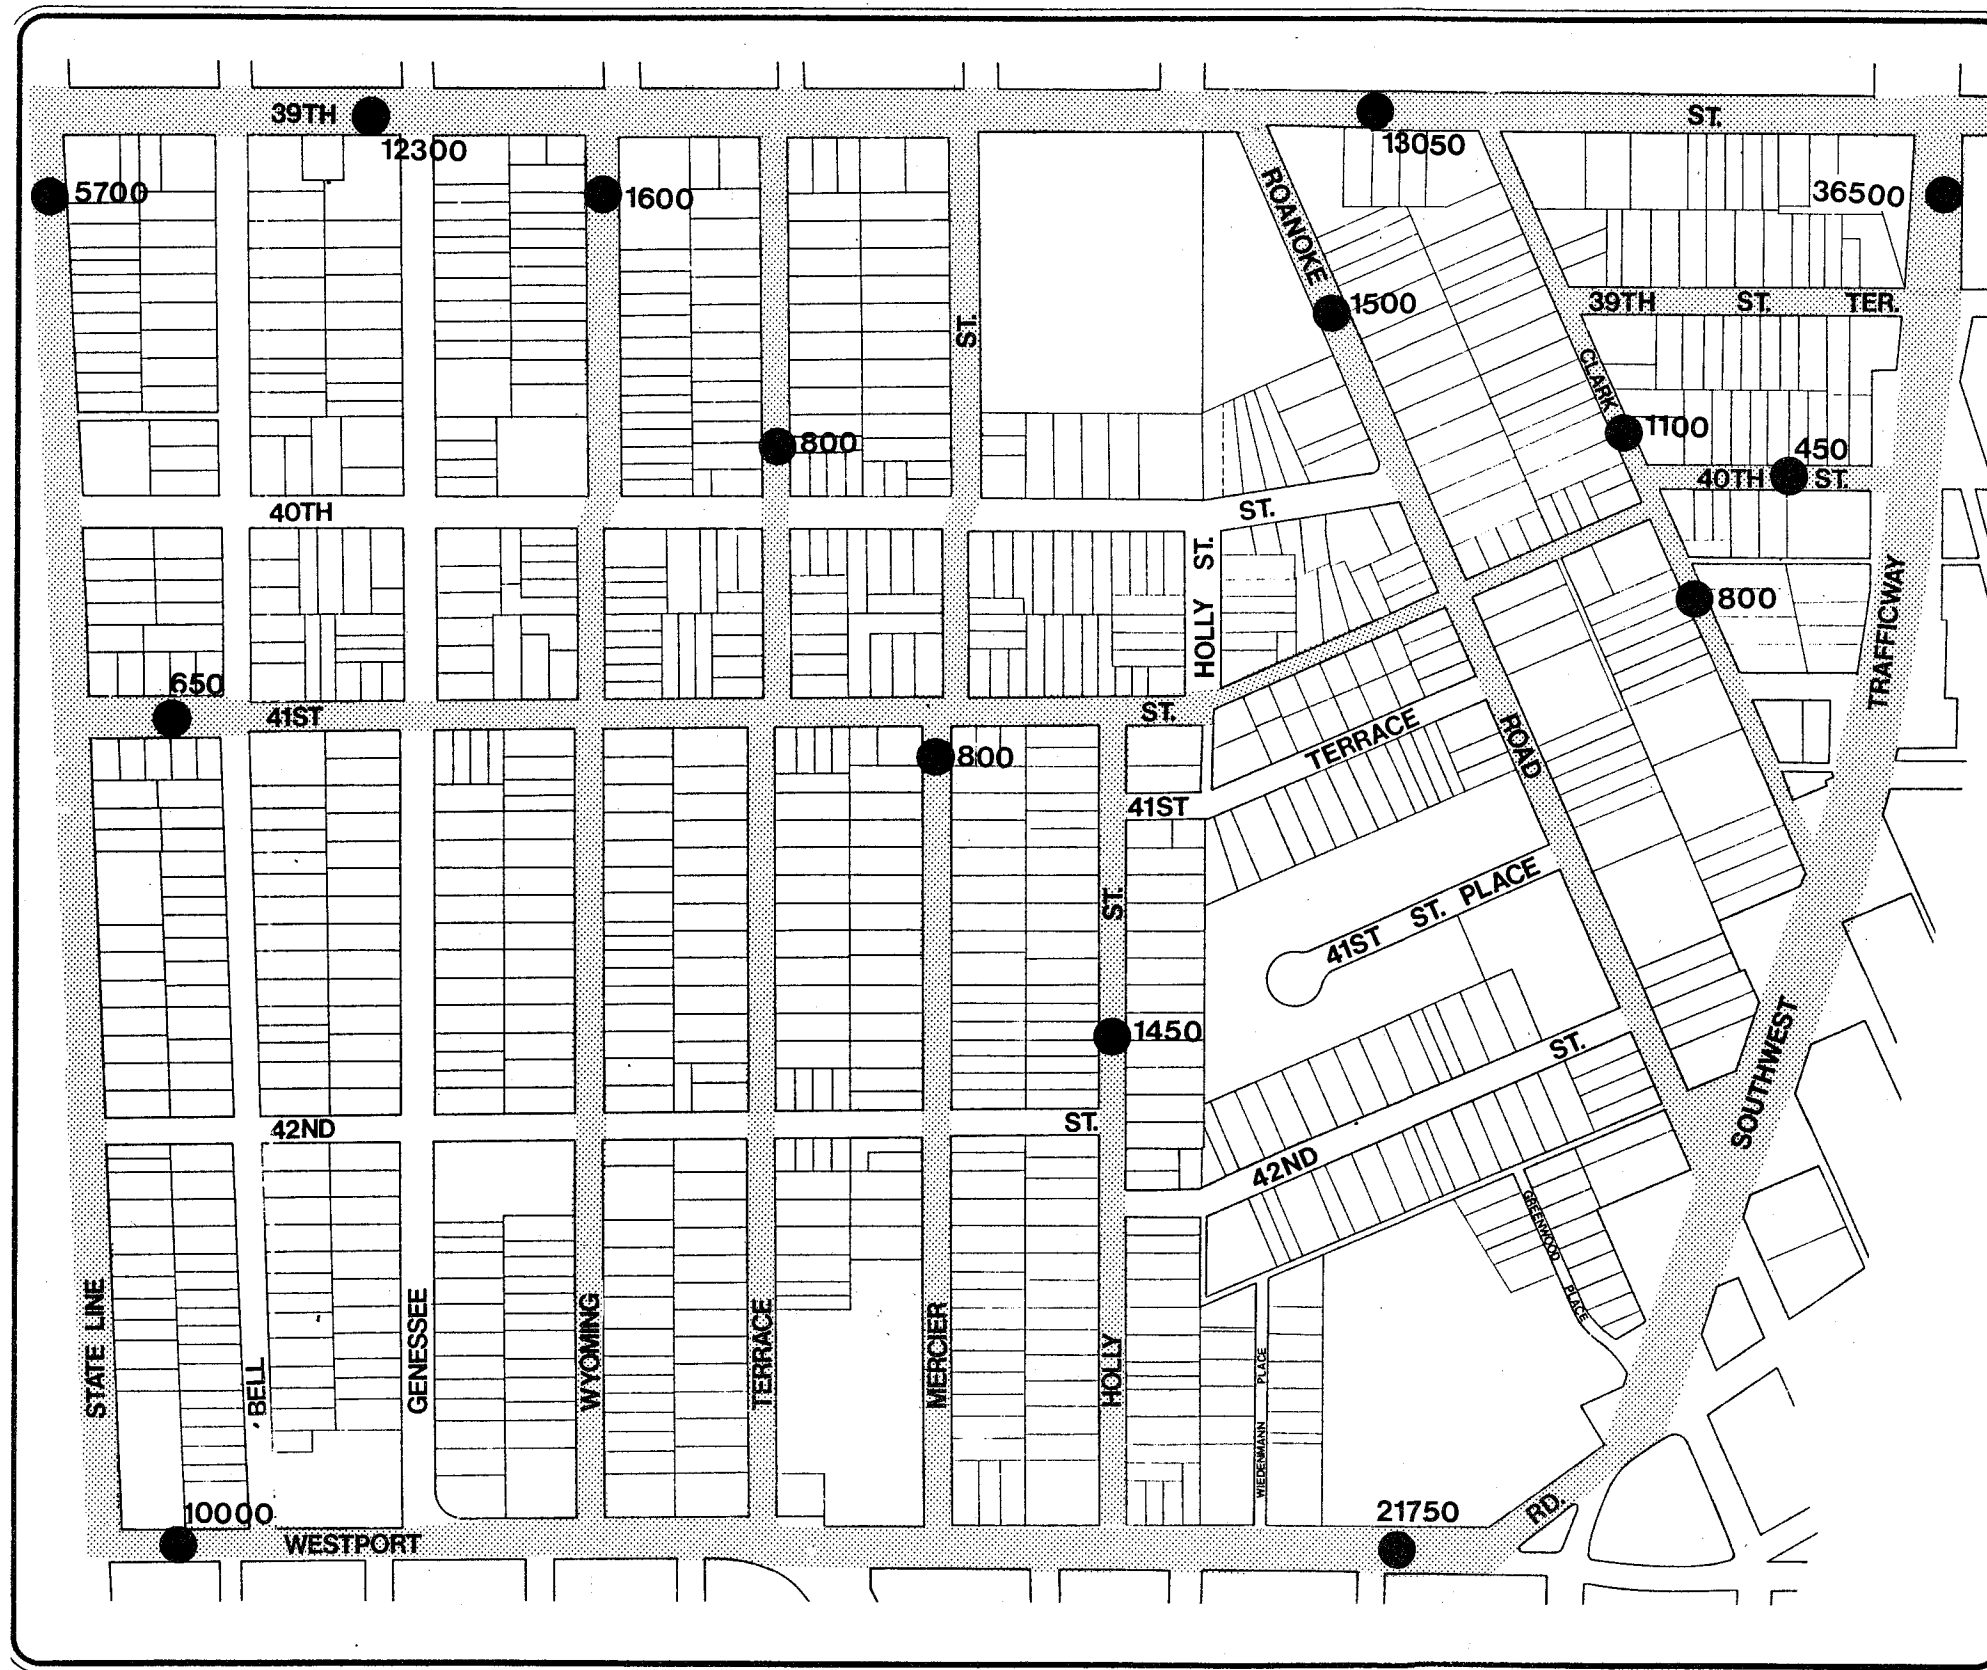 39TH
ST.
12300
13050
5700
1600
36500
ROANOKE
1500
39TH ST. TER.
ST.
CLARK
1100
800
450
40TH ST.
40TH
ST.
HOLLY ST.
800
TRAFFICWAY
650
41ST
ST.
TERRACE
ROAD
800
41ST
ST.
41ST ST. PLACE
1450
ST.
SOUTHWEST
42ND
ST.
42ND
GREENWOOD PLACE
STATE LINE
BELL
GENESSEE
WYOMING
TERRACE
MERCIER
HOLLY
WIEDENMANN PLACE
10000
21750
RD.
WESTPORT